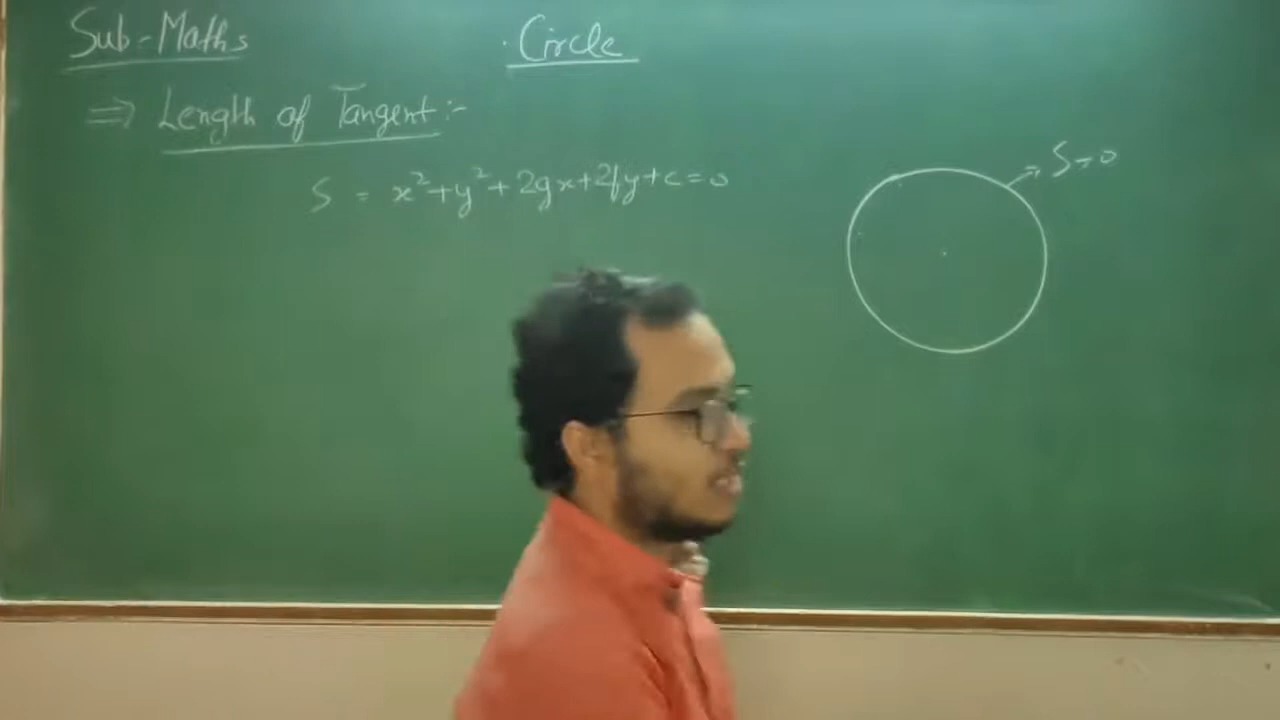 Sub-Maths
Circle
⇒ Length of Tangent:-
S = x²+y²+2gx+2fy+c=0
S=0